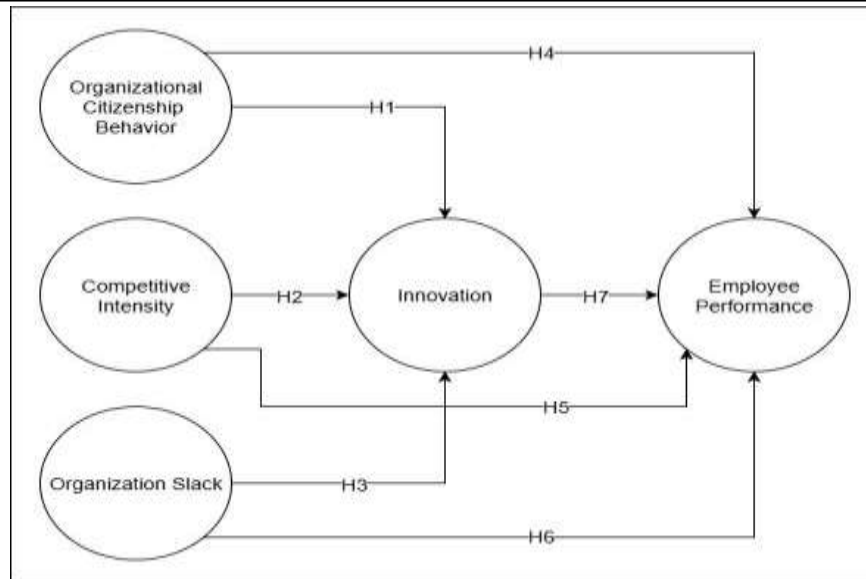 Organizational
Citizenship
Behavior
H4
H1
Competitive
Intensity
H2
Innovation
H7
Employee
Performance
H5
Organization Slack
H3
H6